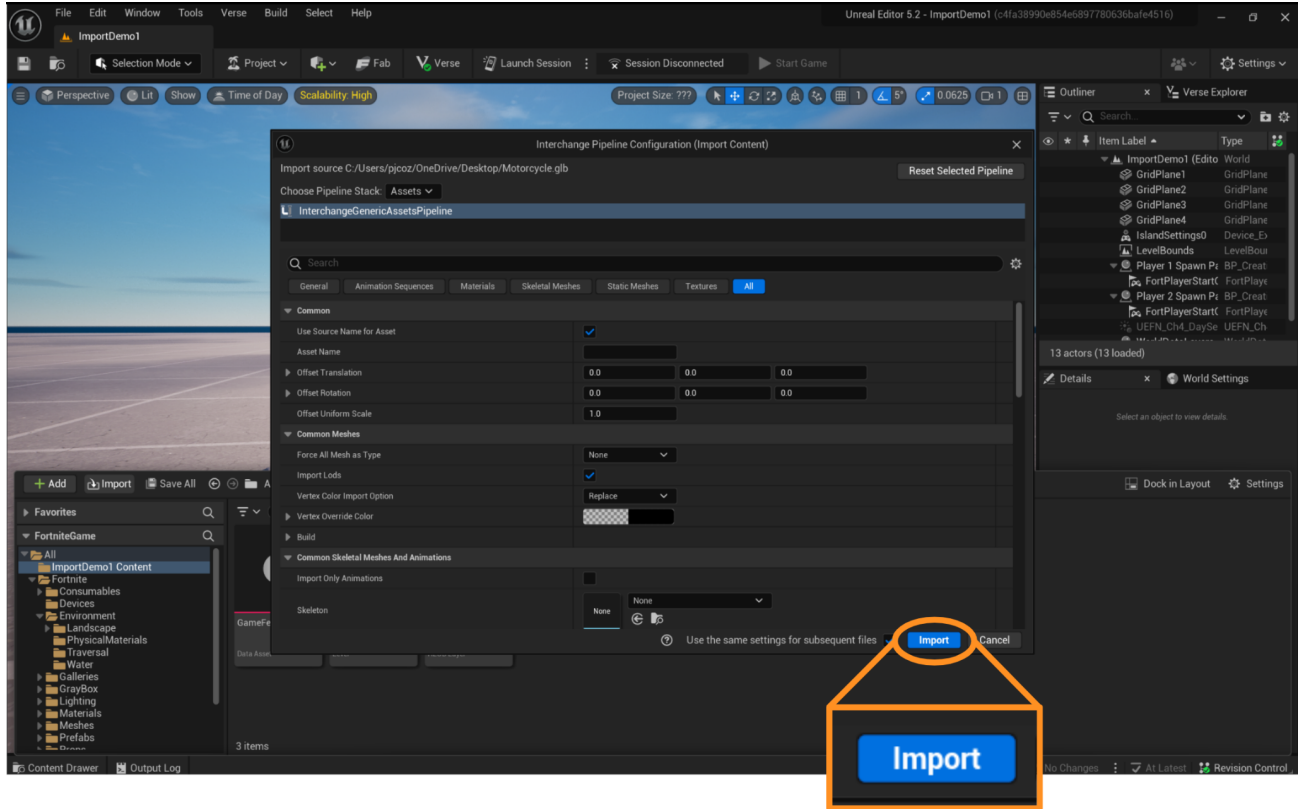 File Edit Window Tools Verse Build Select Help
Unreal Editor 5.2 - ImportDemo1 (c4fa38990e854e6897780636bafe4516)
ImportDemo1
Selection Mode Project Fab Verse Launch Session Session Disconnected Start Game Settings
Perspective Lit Show Time of Day Scalability: High Project Size: ??? 1 5° 0.0625 1
Outliner Verse Explorer
Search...
Item Label Type
ImportDemo1 (Edito World
GridPlane1 GridPlane
GridPlane2 GridPlane
GridPlane3 GridPlane
GridPlane4 GridPlane
IslandSettings0 Device_E
LevelBounds LevelBou
Player 1 Spawn Pa BP_Creat
FortPlayerStart FortPlaye
Player 2 Spawn Pa BP_Creat
FortPlayerStart FortPlaye
UEFN_Ch4_DaySe UEFN_Ch
13 actors (13 loaded)
Details World Settings
Select an object to view details.
Interchange Pipeline Configuration (Import Content)
Import source C:/Users/pjcoz/OneDrive/Desktop/Motorcycle.glb
Reset Selected Pipeline
Choose Pipeline Stack: Assets
InterchangeGenericAssetsPipeline
Search
General Animation Sequences Materials Skeletal Meshes Static Meshes Textures All
Common
Use Source Name for Asset
Asset Name
Offset Translation 0.0 0.0 0.0
Offset Rotation 0.0 0.0 0.0
Offset Uniform Scale 1.0
Common Meshes
Force All Mesh as Type None
Import Lods
Vertex Color Import Option Replace
Vertex Override Color
Build
Common Skeletal Meshes And Animations
Import Only Animations
Skeleton None None
Use the same settings for subsequent files Import Cancel
Add Import Save All A Dock in Layout Settings
Favorites
FortniteGame
All
ImportDemo1 Content
Fortnite
Consumables
Devices
Environment
Landscape
PhysicalMaterials
Traversal
Water
Galleries
GrayBox
Lighting
Materials
Meshes
Prefabs
Props
GameFe
Data Asset
3 items
Import
Content Drawer Output Log No Changes At Latest Revision Control